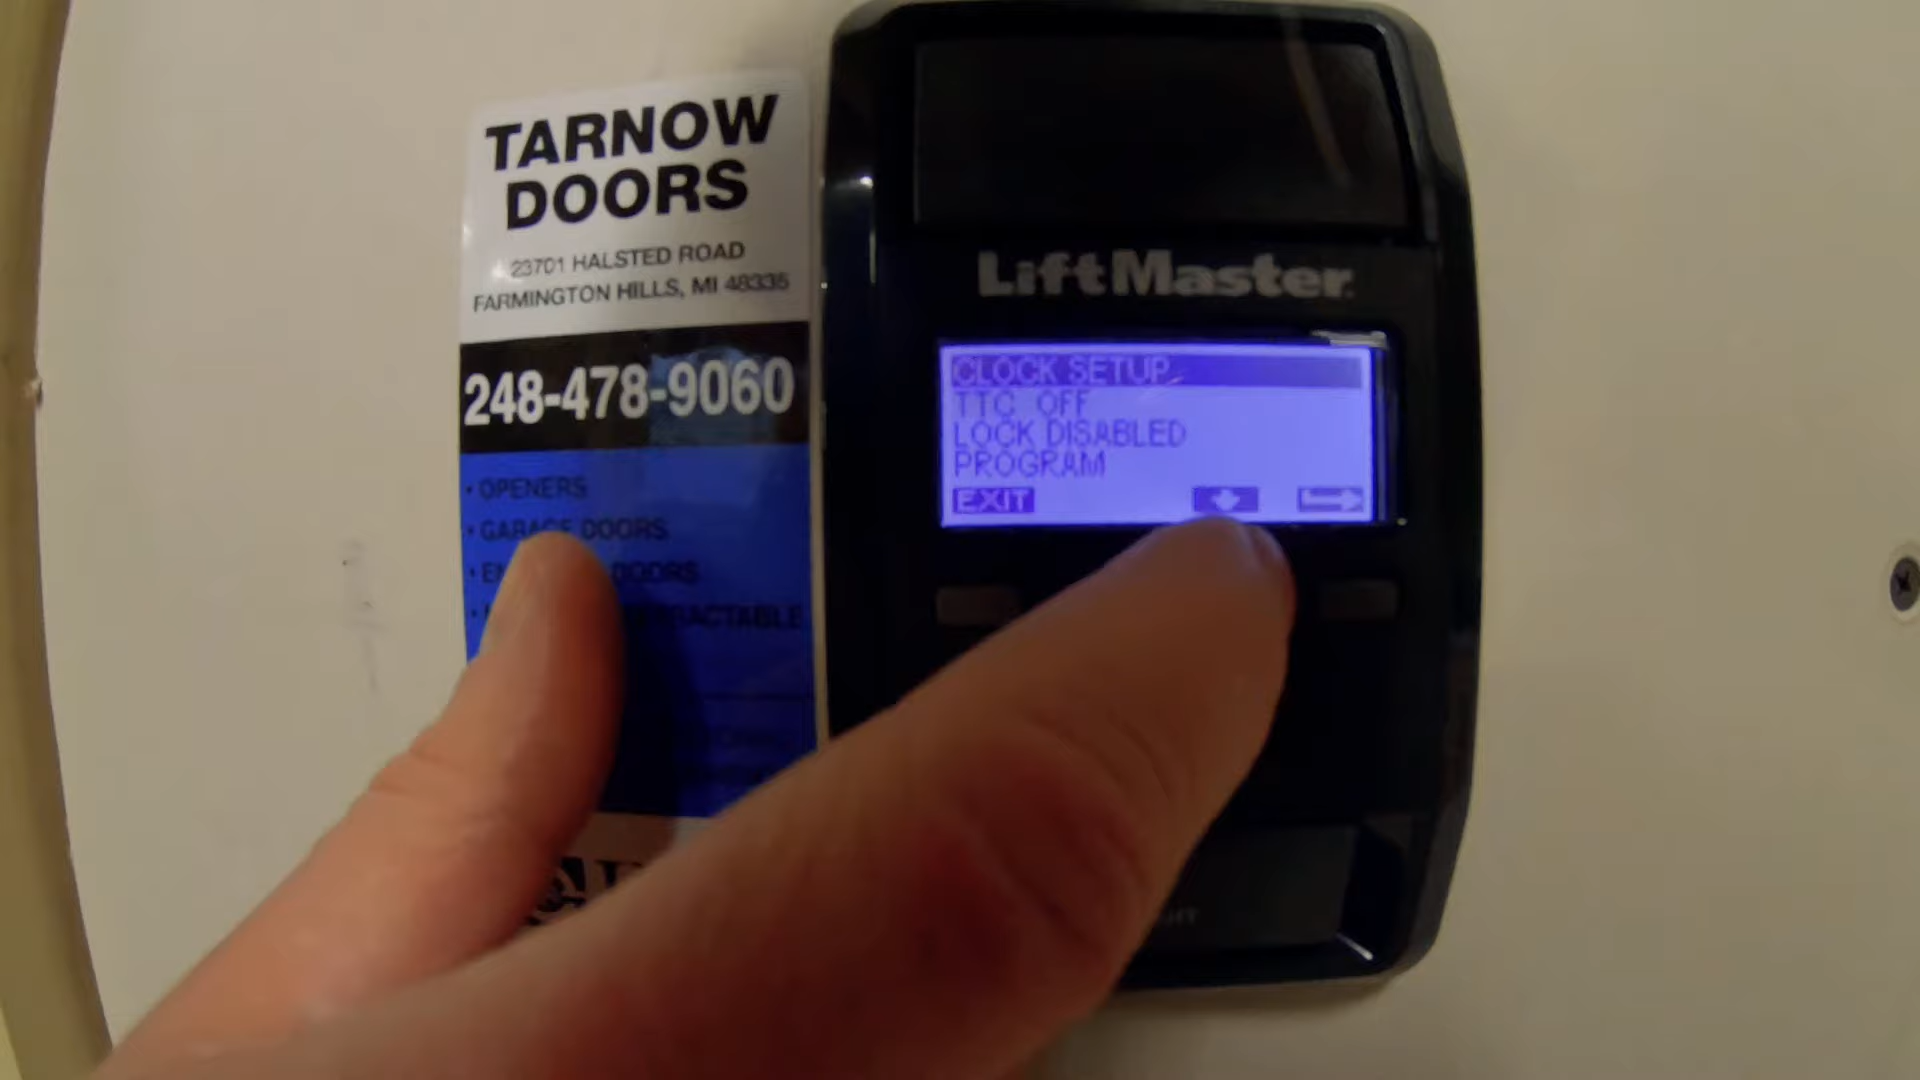 TARNOW
DOORS
23701 HALSTED ROAD
FARMINGTON HILLS, MI 48335
248-478-9060
• OPENERS
• GARAGE DOORS
DOORS
LiftMaster
CLOCK SETUP
TTC OFF
LOCK DISABLED
PROGRAM
EXIT